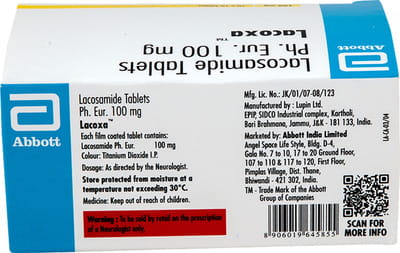 Lacosamide Tablets
Ph. Eur. 100 mg
Lacoxa™
Abbott
Abbott
Lacosamide Tablets
Ph. Eur. 100 mg
Lacoxa™
Each film coated tablet contains:
Lacosamide Ph. Eur. 100 mg
Colour: Titanium Dioxide I.P.
Dosage: As directed by the Neurologist.
Store protected from moisture at a
temperature not exceeding 30°C.
Medicine: Keep out of reach of children.
Warning : To be sold by retail on the prescription
of a Neurologist only.
Mfg. Lic. No.: JK/01/07-08/123
Manufactured by : Lupin Ltd.
EPIP, SIDCO Industrial complex, Kartholi,
Bari Brahmana, Jammu, J&K - 181 133, India.
Marketed by: Abbott India Limited
Angel Space Life Style, Bldg. D-4,
Gala No. 7 to 10, 17 to 20 Ground Floor,
107 to 110 & 117 to 120, First Floor,
Pimplas Village, Dist. Thane,
Bhiwandi - 421 302, India.
TM - Trade Mark of the Abbott
Group of Companies
8906019645855
LA-CA-03/04
SCAN FOR
MORE INFO